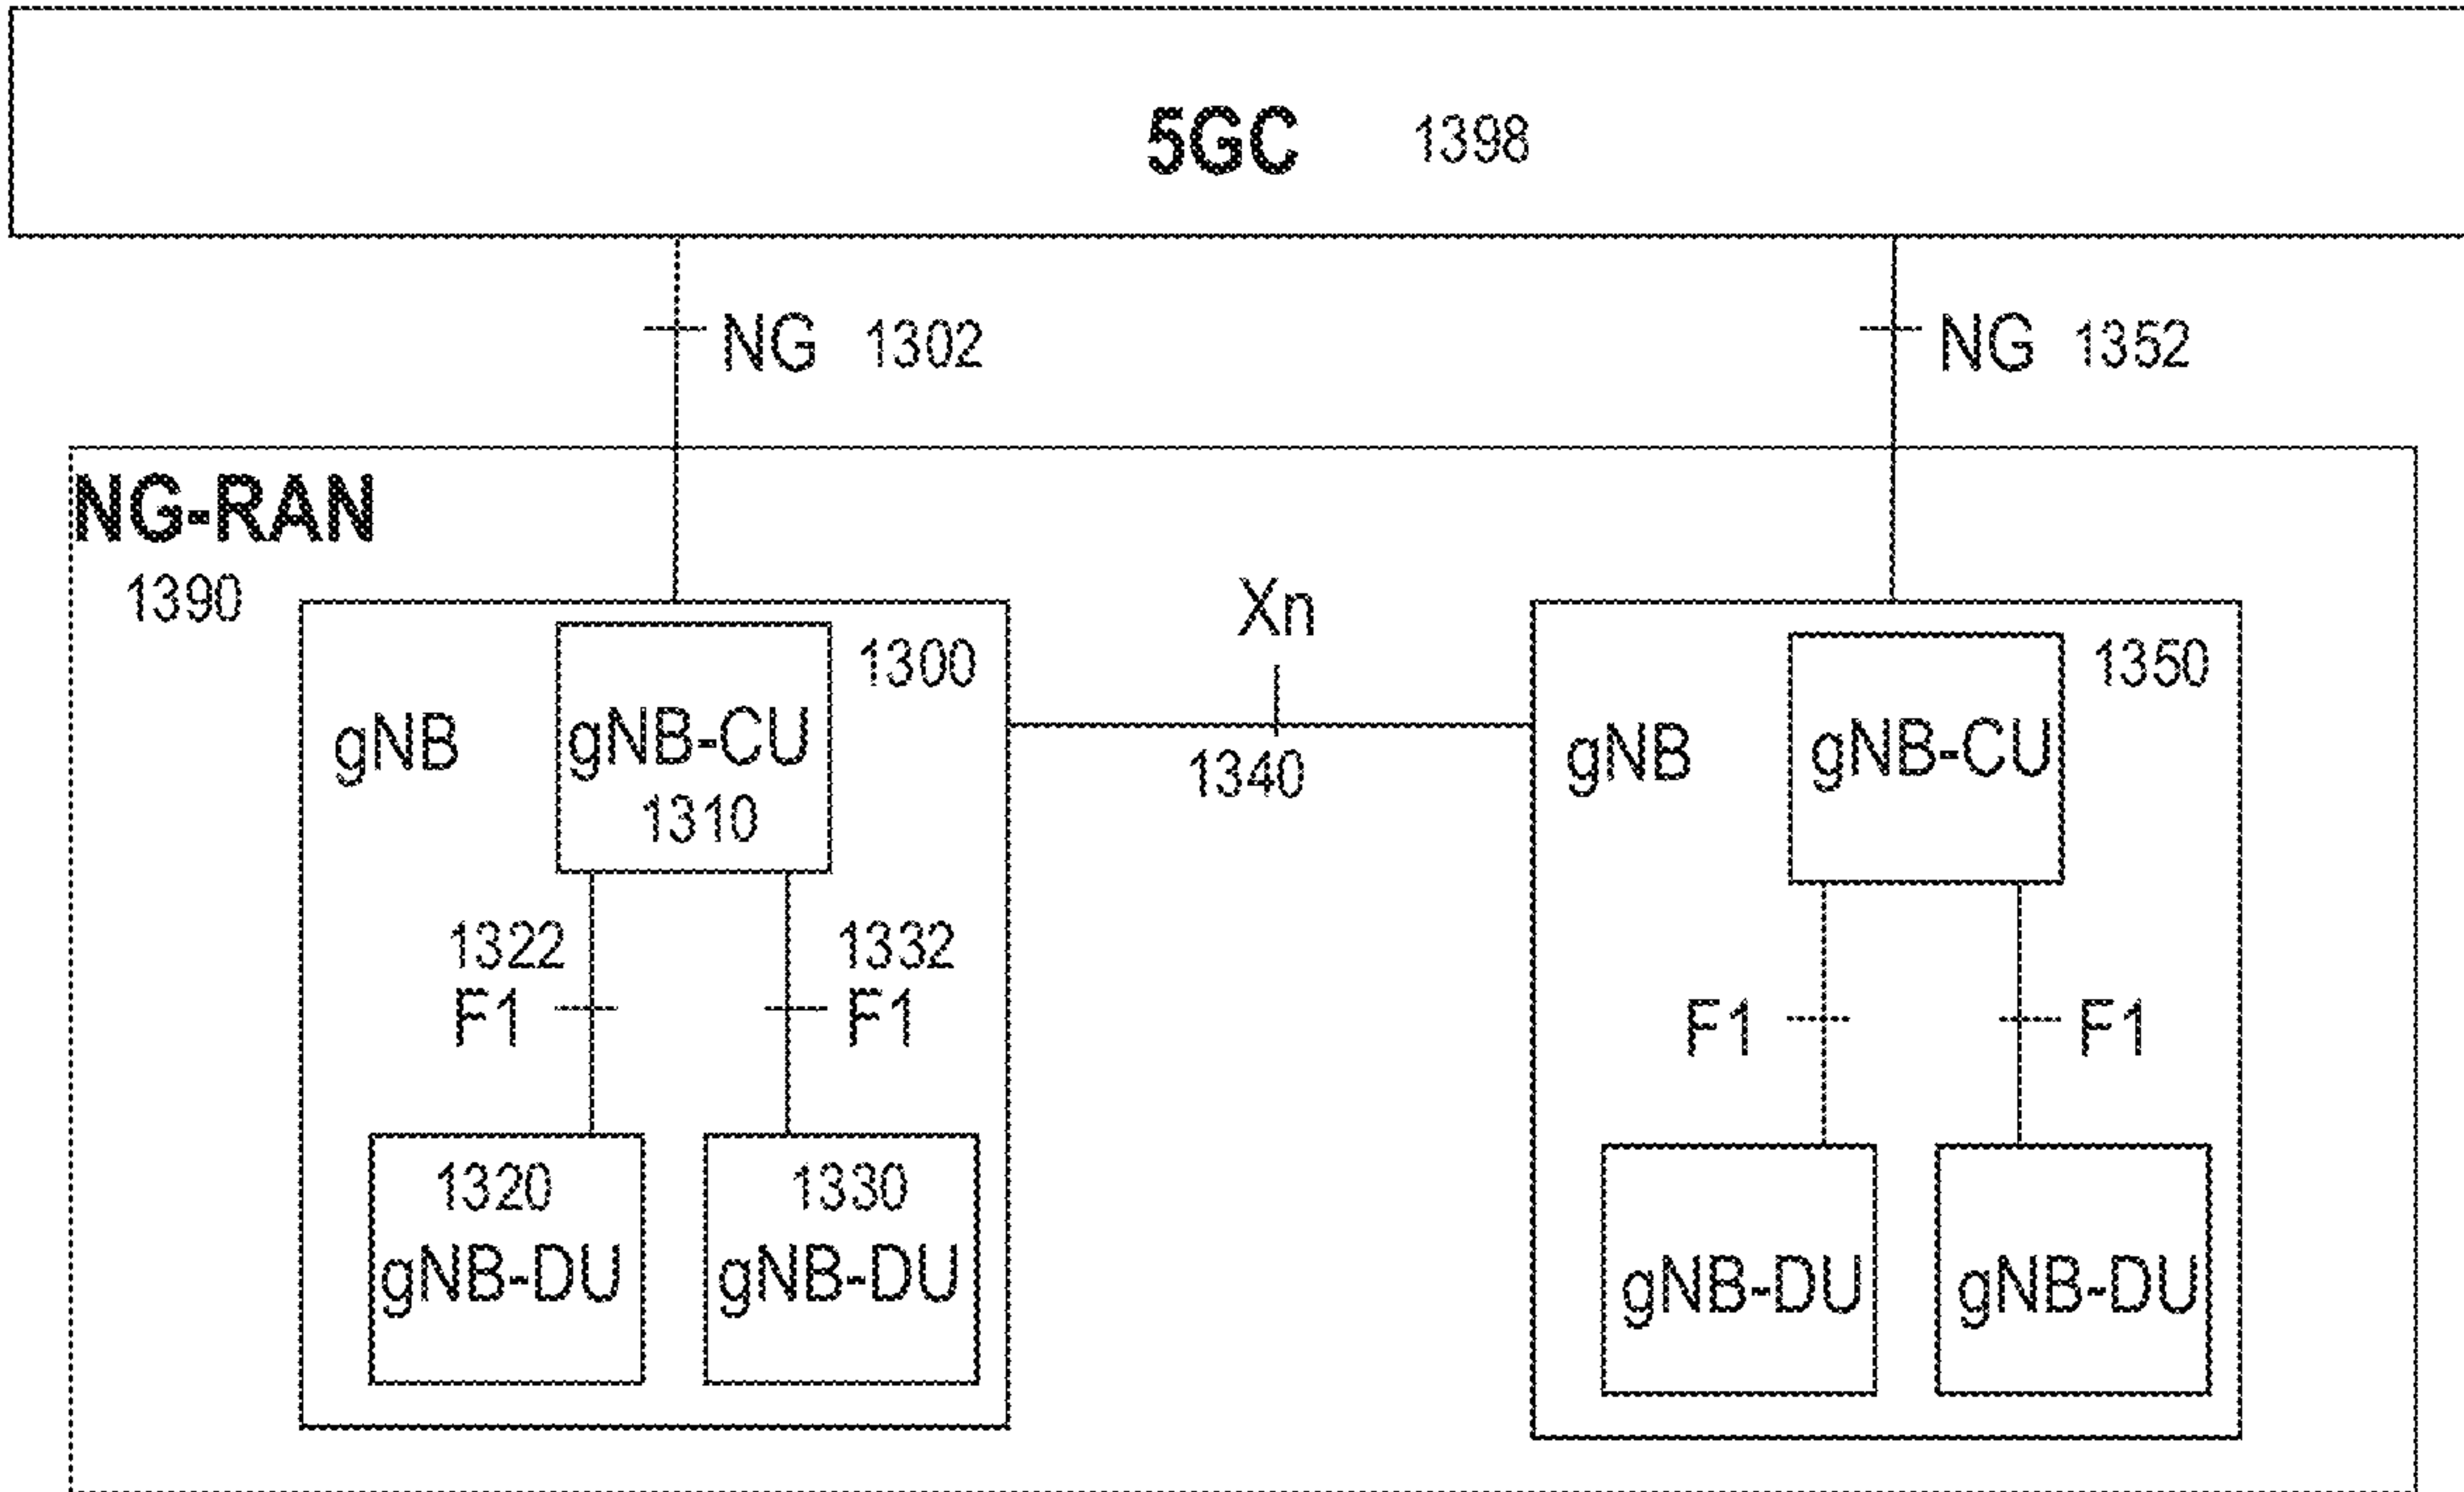 5GC 1398
NG 1302
NG 1352
NG-RAN
1390
Xn
1340
1300
gNB
gNB-CU
1310
1322
F1
1332
F1
1320
gNB-DU
1330
gNB-DU
1350
gNB
gNB-CU
F1
F1
gNB-DU
gNB-DU